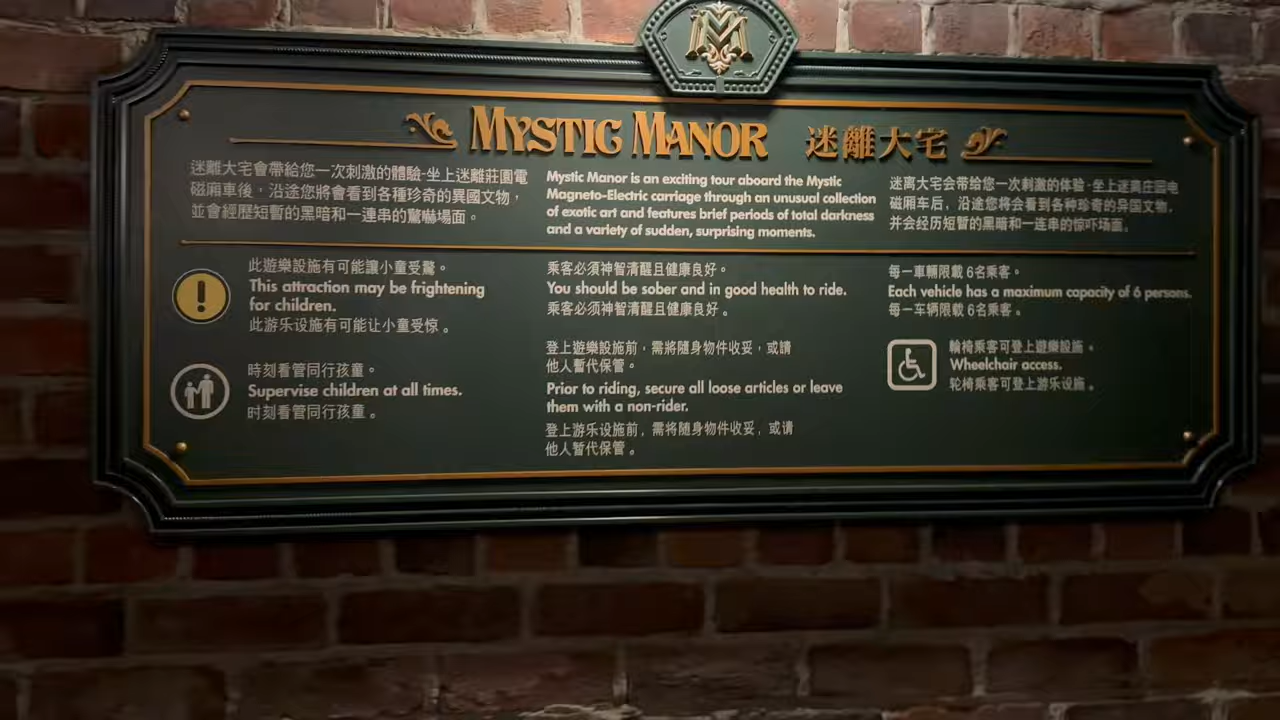 MYSTIC MANOR 迷離大宅
迷離大宅會帶給您一次刺激的體驗-坐上迷離莊園電
磁廂車後，沿途您將會看到各種珍奇的異國文物，
並會經歷短暫的黑暗和一連串的驚嚇場面。
Mystic Manor is an exciting tour aboard the Mystic
Magneto-Electric carriage through an unusual collection
of exotic art and features brief periods of total darkness
and a variety of sudden, surprising moments.
迷离大宅会带给您一次刺激的体验-坐上迷离庄园电
磁厢车后，沿途您将会看到各种珍奇的异国文物，
并会经历短暂的黑暗和一连串的惊吓场面。
此遊樂設施有可能讓小童受驚。
This attraction may be frightening
for children.
此游乐设施有可能让小童受惊。
時刻看管同行孩童。
Supervise children at all times.
时刻看管同行孩童。
乘客必須神智清醒且健康良好。
You should be sober and in good health to ride.
乘客必须神智清醒且健康良好。
登上遊樂設施前，需將隨身物件收妥，或請
他人暫代保管。
Prior to riding, secure all loose articles or leave
them with a non-rider.
登上游乐设施前，需将随身物件收妥，或请
他人暂代保管。
每一車輛限載 6名乘客。
Each vehicle has a maximum capacity of 6 persons.
每一车辆限载 6名乘客。
輪椅乘客可登上遊樂設施。
Wheelchair access.
轮椅乘客可登上游乐设施。